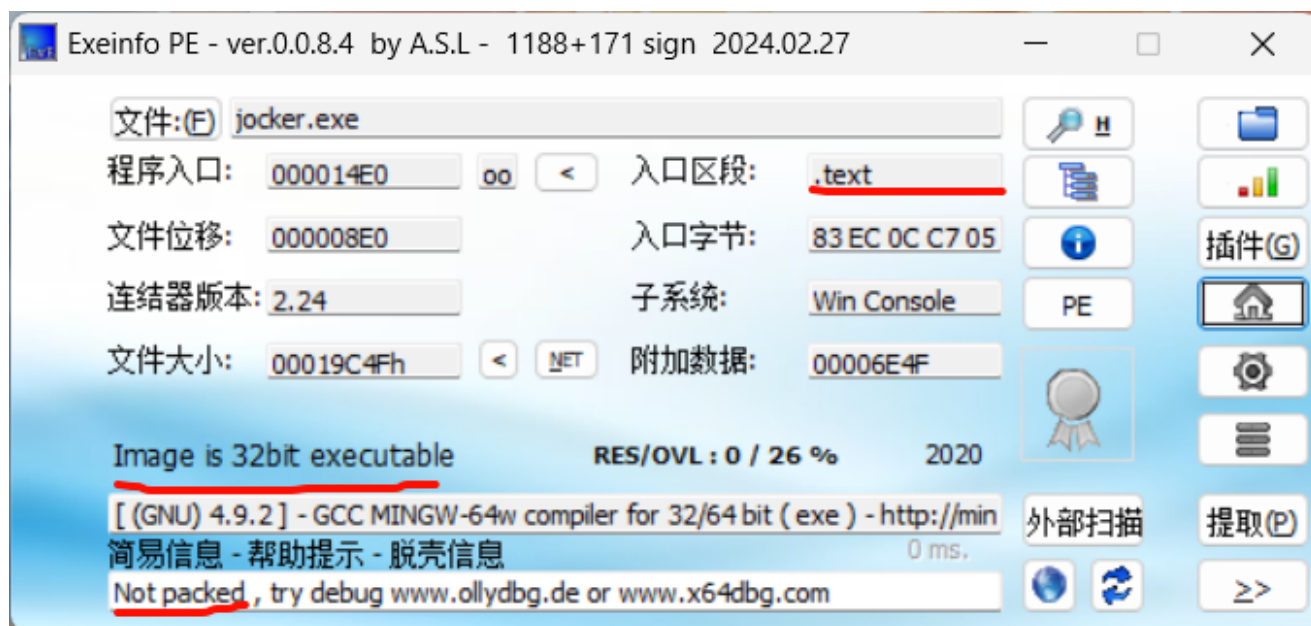 Exeinfo PE - ver.0.0.8.4 by A.S.L - 1188+171 sign 2024.02.27
文件:(F) jocker.exe H
程序入口: 000014E0 oo < 入口区段: .text
文件位移: 000008E0 入口字节: 83 EC 0C C7 05 插件(G)
连结器版本: 2.24 子系统: Win Console PE
文件大小: 00019C4Fh < NET 附加数据: 00006E4F
Image is 32bit executable RES/OVL : 0 / 26 % 2020
[ (GNU) 4.9.2 ] - GCC MINGW-64w compiler for 32/64 bit ( exe ) - http://min 外部扫描 提取(P)
简易信息 - 帮助提示 - 脱壳信息 0 ms.
Not packed , try debug www.ollydbg.de or www.x64dbg.com >>